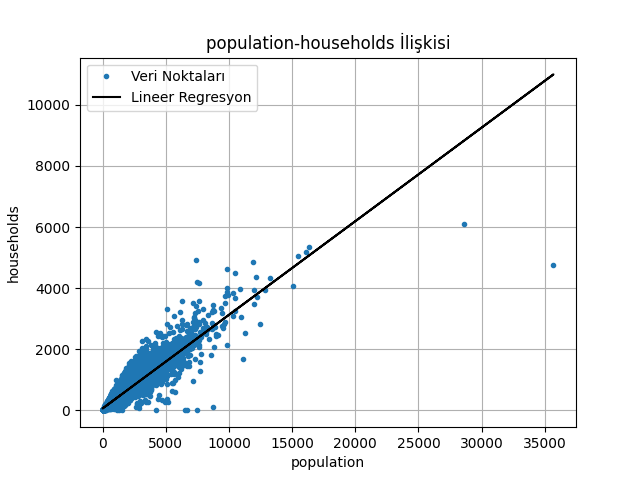 population-households İlişkisi
Veri Noktaları
Lineer Regresyon
households
10000
8000
6000
4000
2000
0
0 5000 10000 15000 20000 25000 30000 35000
population